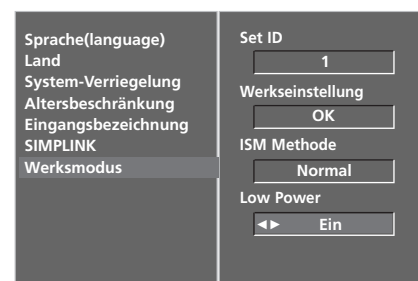 Sprache(language)
Land
System-Verriegelung
Altersbeschränkung
Eingangsbezeichnung
SIMPLINK
Werksmodus
Set ID
1
Werkseinstellung
OK
ISM Methode
Normal
Low Power
◄► Ein